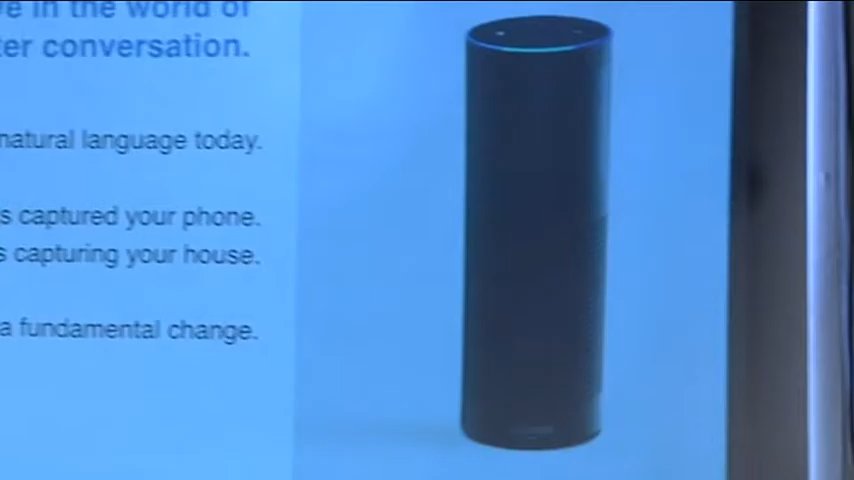 e in the world of
ter conversation.
natural language today.
s captured your phone.
s capturing your house.
a fundamental change.